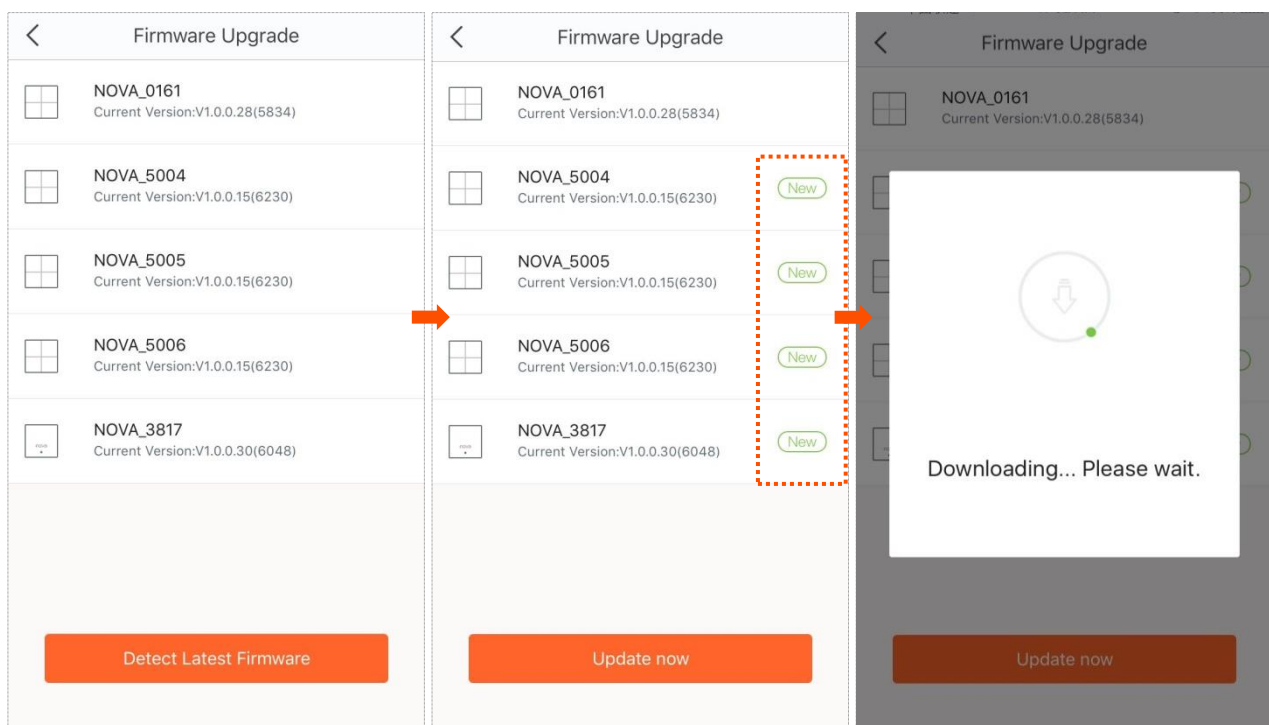 Firmware Upgrade
NOVA_0161
Current Version:V1.0.0.28(5834)
NOVA_5004
Current Version:V1.0.0.15(6230)
NOVA_5005
Current Version:V1.0.0.15(6230)
NOVA_5006
Current Version:V1.0.0.15(6230)
NOVA_3817
Current Version:V1.0.0.30(6048)
Detect Latest Firmware
Firmware Upgrade
NOVA_0161
Current Version:V1.0.0.28(5834)
NOVA_5004
Current Version:V1.0.0.15(6230)
New
NOVA_5005
Current Version:V1.0.0.15(6230)
New
NOVA_5006
Current Version:V1.0.0.15(6230)
New
NOVA_3817
Current Version:V1.0.0.30(6048)
New
Update now
Firmware Upgrade
NOVA_0161
Current Version:V1.0.0.28(5834)
Downloading... Please wait.
Update now